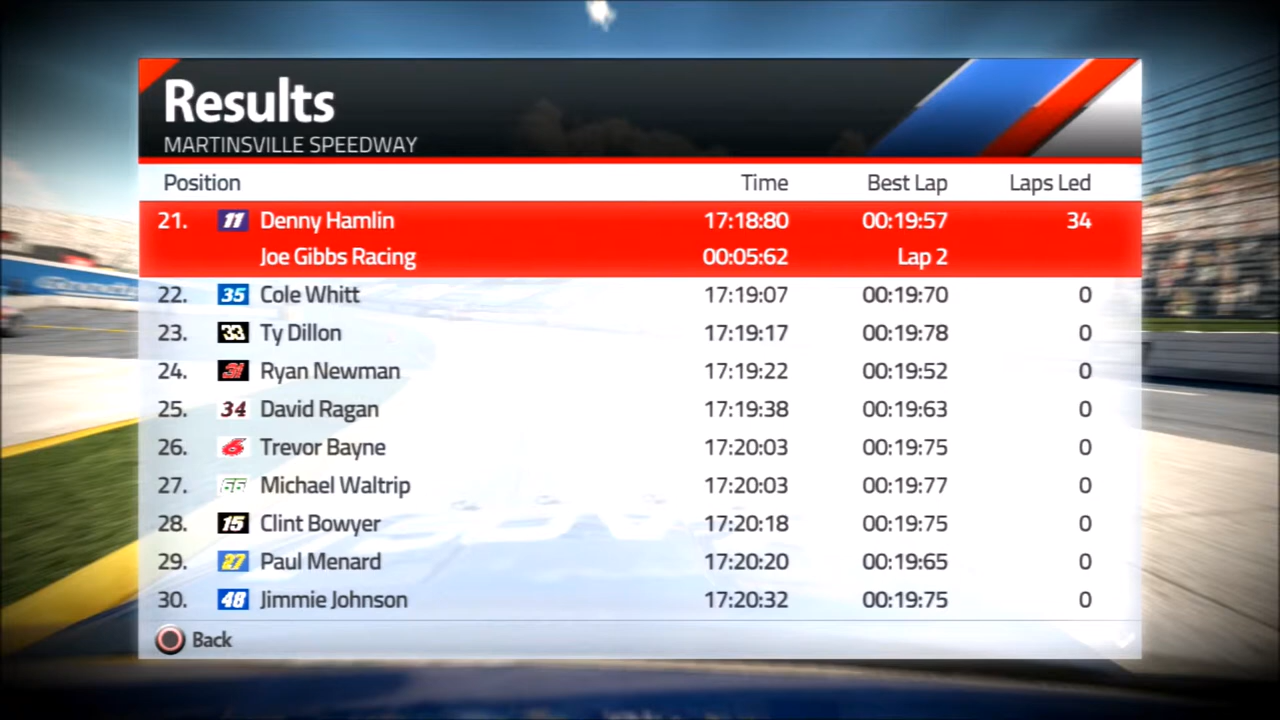 Results
MARTINSVILLE SPEEDWAY
Position Time Best Lap Laps Led
21. 11 Denny Hamlin 17:18:80 00:19:57 34
Joe Gibbs Racing 00:05:62 Lap 2
22. 35 Cole Whitt 17:19:07 00:19:70 0
23. 33 Ty Dillon 17:19:17 00:19:78 0
24. 31 Ryan Newman 17:19:22 00:19:52 0
25. 34 David Ragan 17:19:38 00:19:63 0
26. 6 Trevor Bayne 17:20:03 00:19:75 0
27. 66 Michael Waltrip 17:20:03 00:19:77 0
28. 15 Clint Bowyer 17:20:18 00:19:75 0
29. 27 Paul Menard 17:20:20 00:19:65 0
30. 48 Jimmie Johnson 17:20:32 00:19:75 0
Back